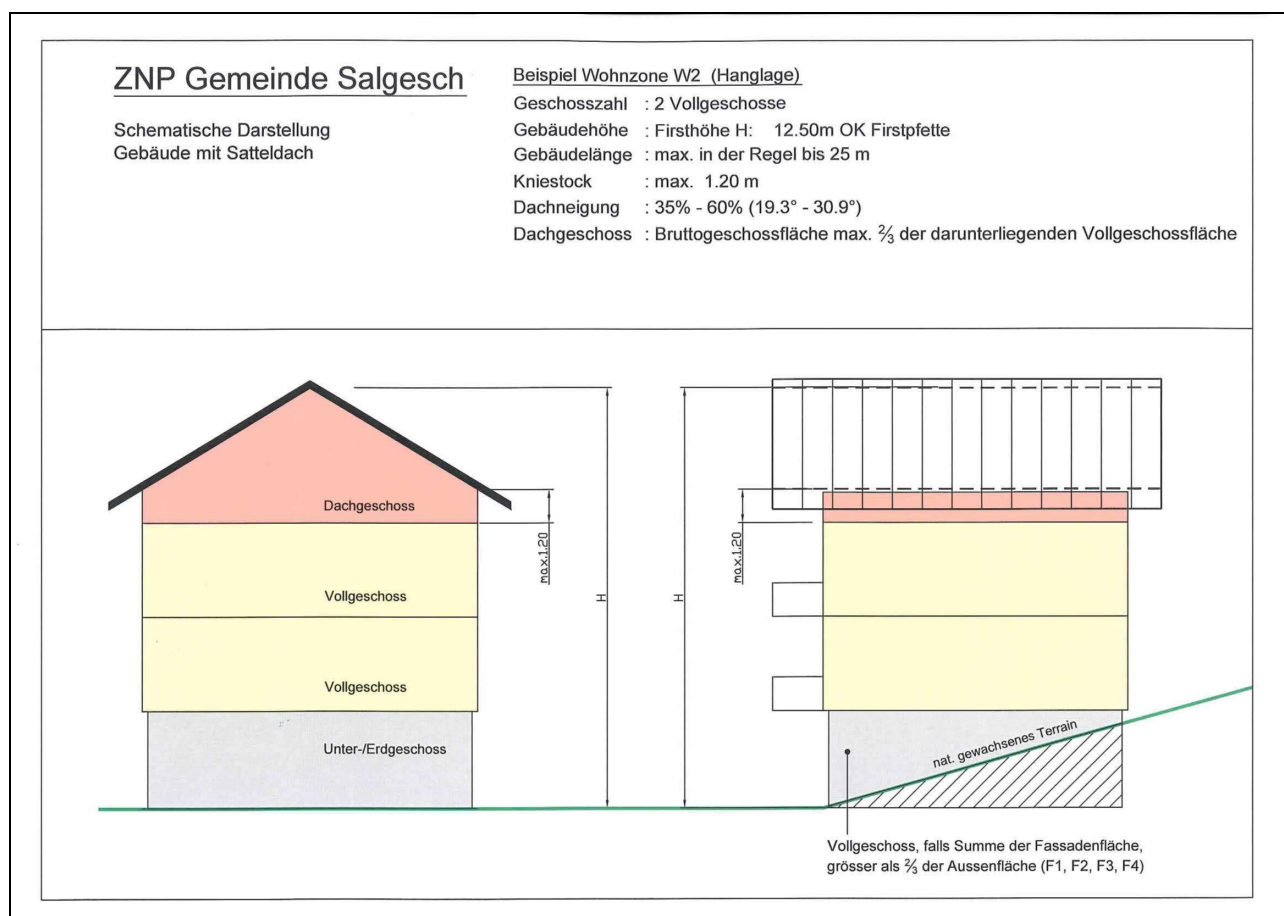 ZNP Gemeinde Salgesch
Schematische Darstellung
Gebäude mit Satteldach
Beispiel Wohnzone W2 (Hanglage)
Geschosszahl : 2 Vollgeschosse
Gebäudehöhe : Firsthöhe H: 12.50m OK Firstpfette
Gebäudelänge : max. in der Regel bis 25 m
Kniestock : max. 1.20 m
Dachneigung : 35% - 60% (19.3° - 30.9°)
Dachgeschoss : Bruttogeschossfläche max. ⅔ der darunterliegenden Vollgeschossfläche
Dachgeschoss
Vollgeschoss
Vollgeschoss
Unter-/Erdgeschoss
max.1.20
H
H
max.1.20
nat. gewachsenes Terrain
Vollgeschoss, falls Summe der Fassadenfläche,
grösser als ⅔ der Aussenfläche (F1, F2, F3, F4)